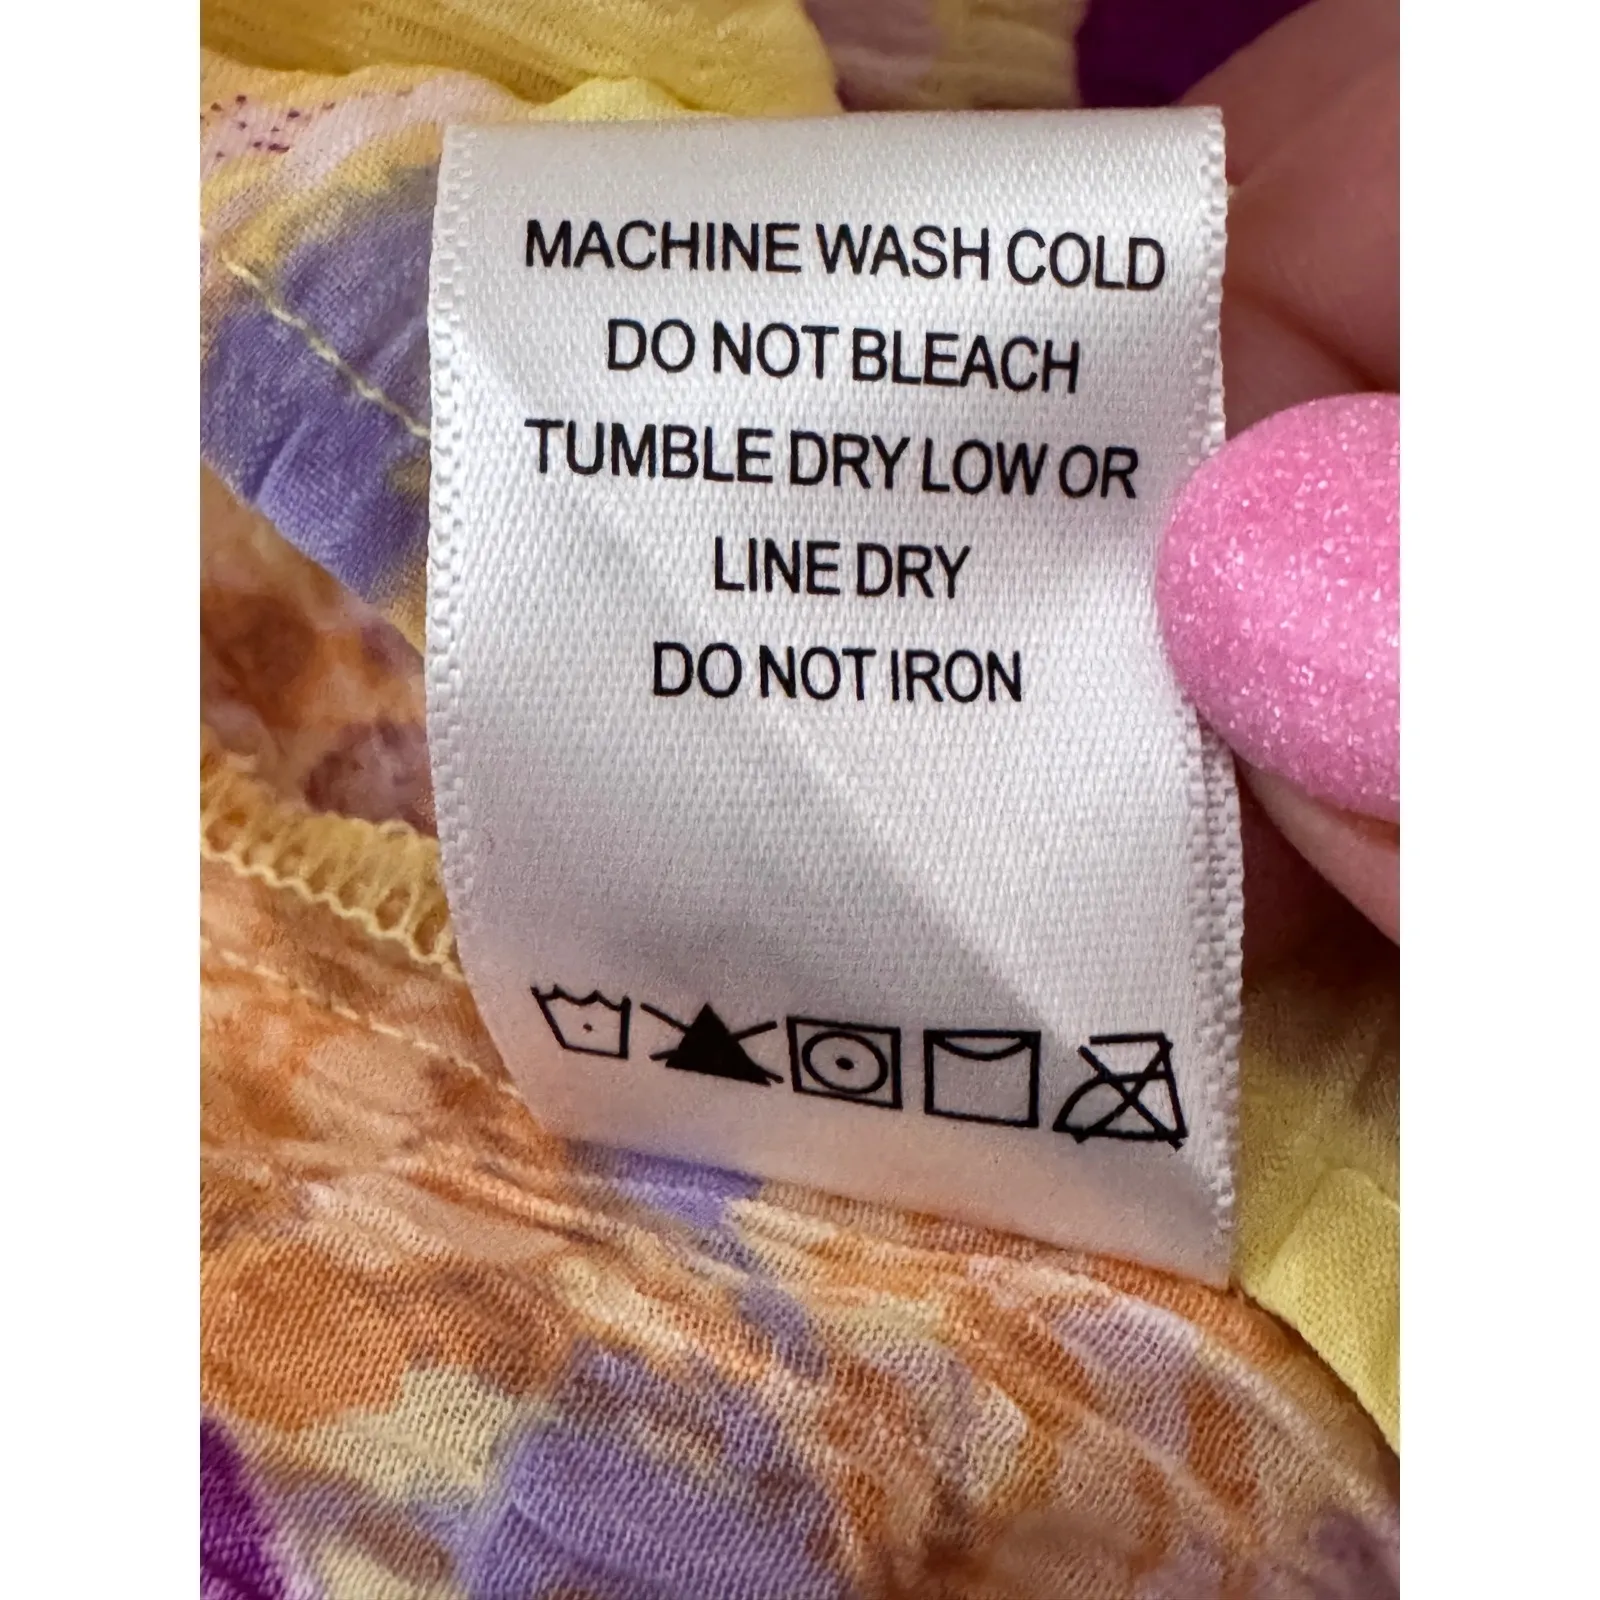 MACHINE WASH COLD
DO NOT BLEACH
TUMBLE DRY LOW OR
LINE DRY
DO NOT IRON